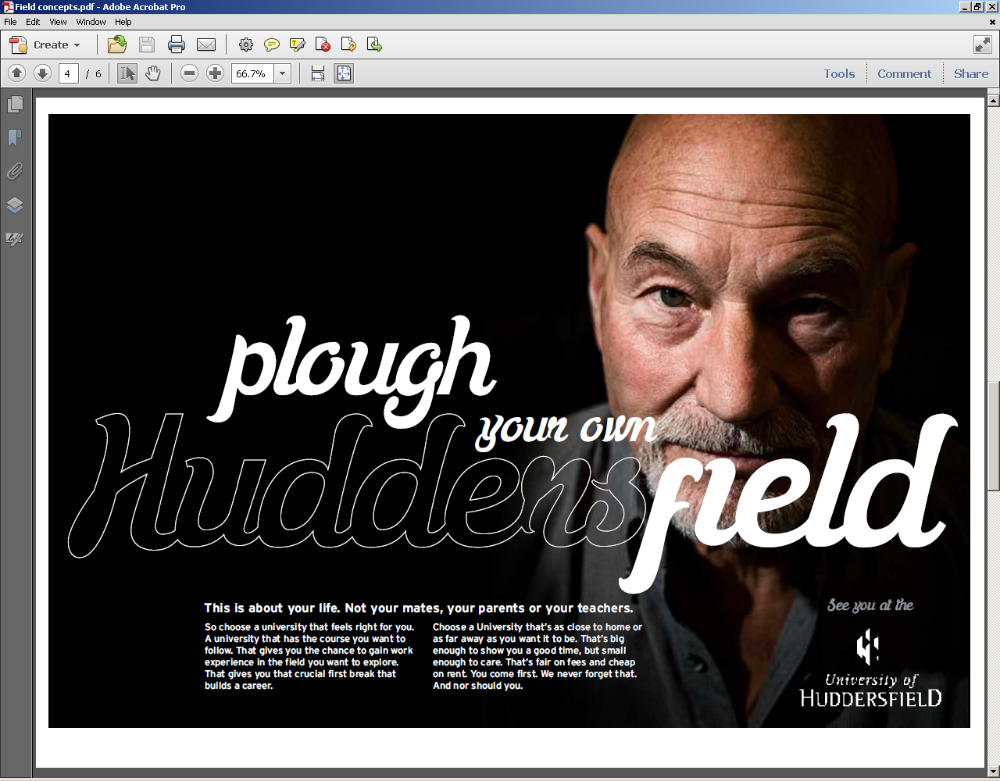 Field concepts.pdf - Adobe Acrobat Pro
File Edit View Window Help
Create
4 / 6 66.7% Tools Comment Share
plough
your own
Huddersfield
This is about your life. Not your mates, your parents or your teachers.
So choose a university that feels right for you.
A university that has the course you want to
follow. That gives you the chance to gain work
experience in the field you want to explore.
That gives you that crucial first break that
builds a career.
Choose a University that's as close to home or
as far away as you want it to be. That's big
enough to show you a good time, but small
enough to care. That's fair on fees and cheap
on rent. You come first. We never forget that.
And nor should you.
See you at the
University of
HUDDERSFIELD